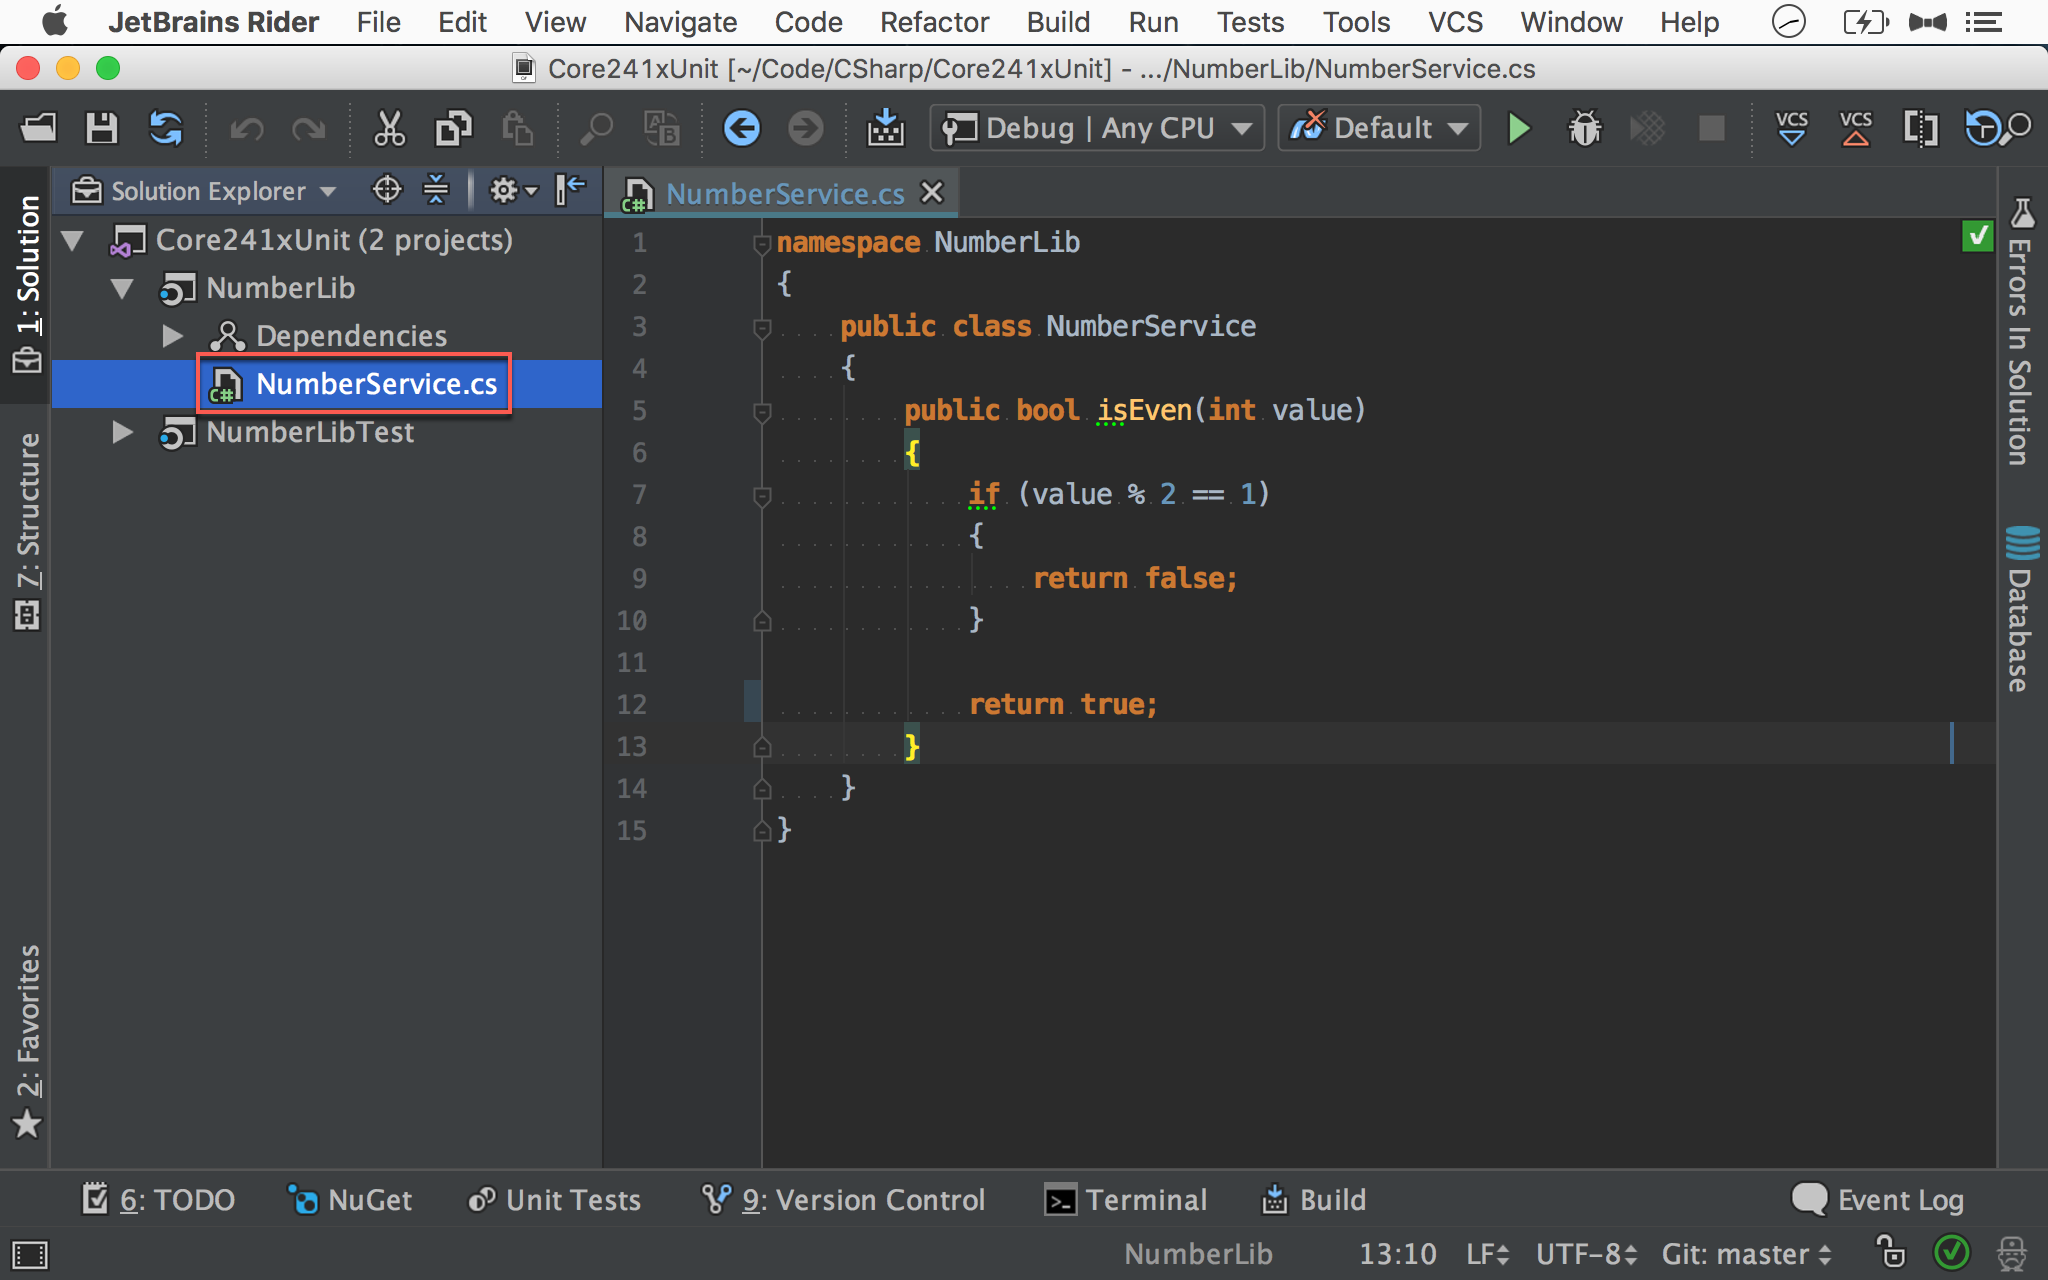 JetBrains Rider File Edit View Navigate Code Refactor Build Run Tests Tools VCS Window Help
Core241xUnit [~/Code/CSharp/Core241xUnit] - .../NumberLib/NumberService.cs
Debug | Any CPU Default VCS VCS
1: Solution
7: Structure
2: Favorites
Solution Explorer
Core241xUnit (2 projects)
NumberLib
Dependencies
C# NumberService.cs
NumberLibTest
C# NumberService.cs
1 namespace NumberLib
2 {
3 public class NumberService
4 {
5 public bool isEven(int value)
6 {
7 if (value % 2 == 1)
8 {
9 return false;
10 }
11
12 return true;
13 }
14 }
15 }
Errors In Solution
Database
6: TODO NuGet Unit Tests 9: Version Control Terminal Build Event Log
NumberLib 13:10 LF UTF-8 Git: master